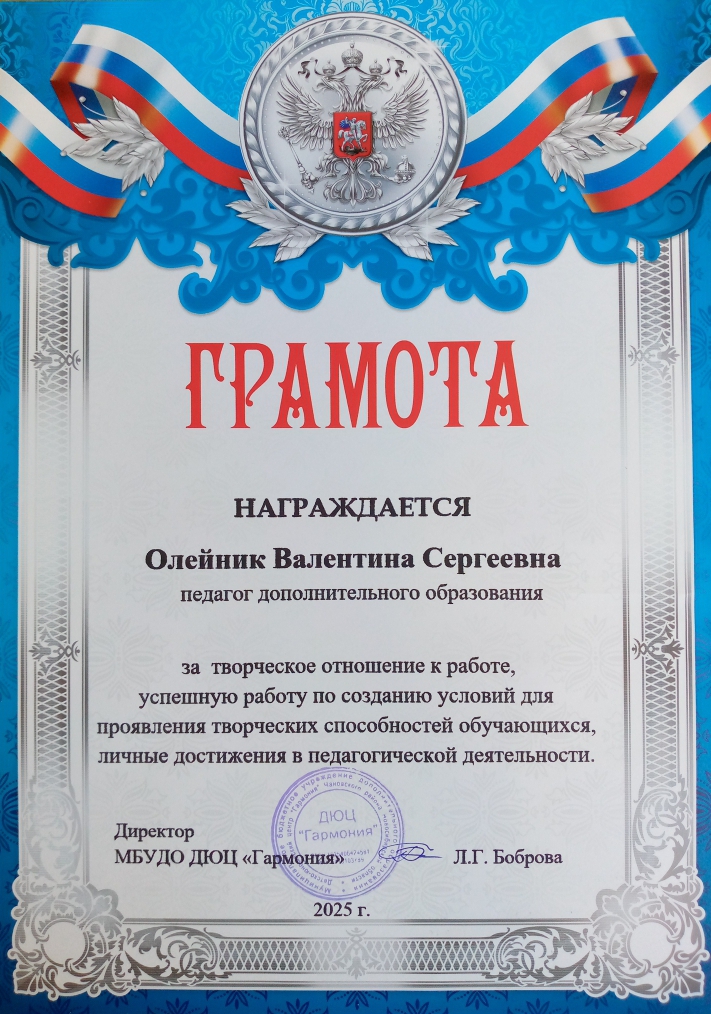 ГРАМОТА
НАГРАЖДАЕТСЯ
Олейник Валентина Сергеевна
педагог дополнительного образования
за творческое отношение к работе,
успешную работу по созданию условий для
проявления творческих способностей обучающихся,
личные достижения в педагогической деятельности.
ДЮЦ
"Гармония"
Директор
МБУДО ДЮЦ «Гармония»
Л.Г. Боброва
2025 г.